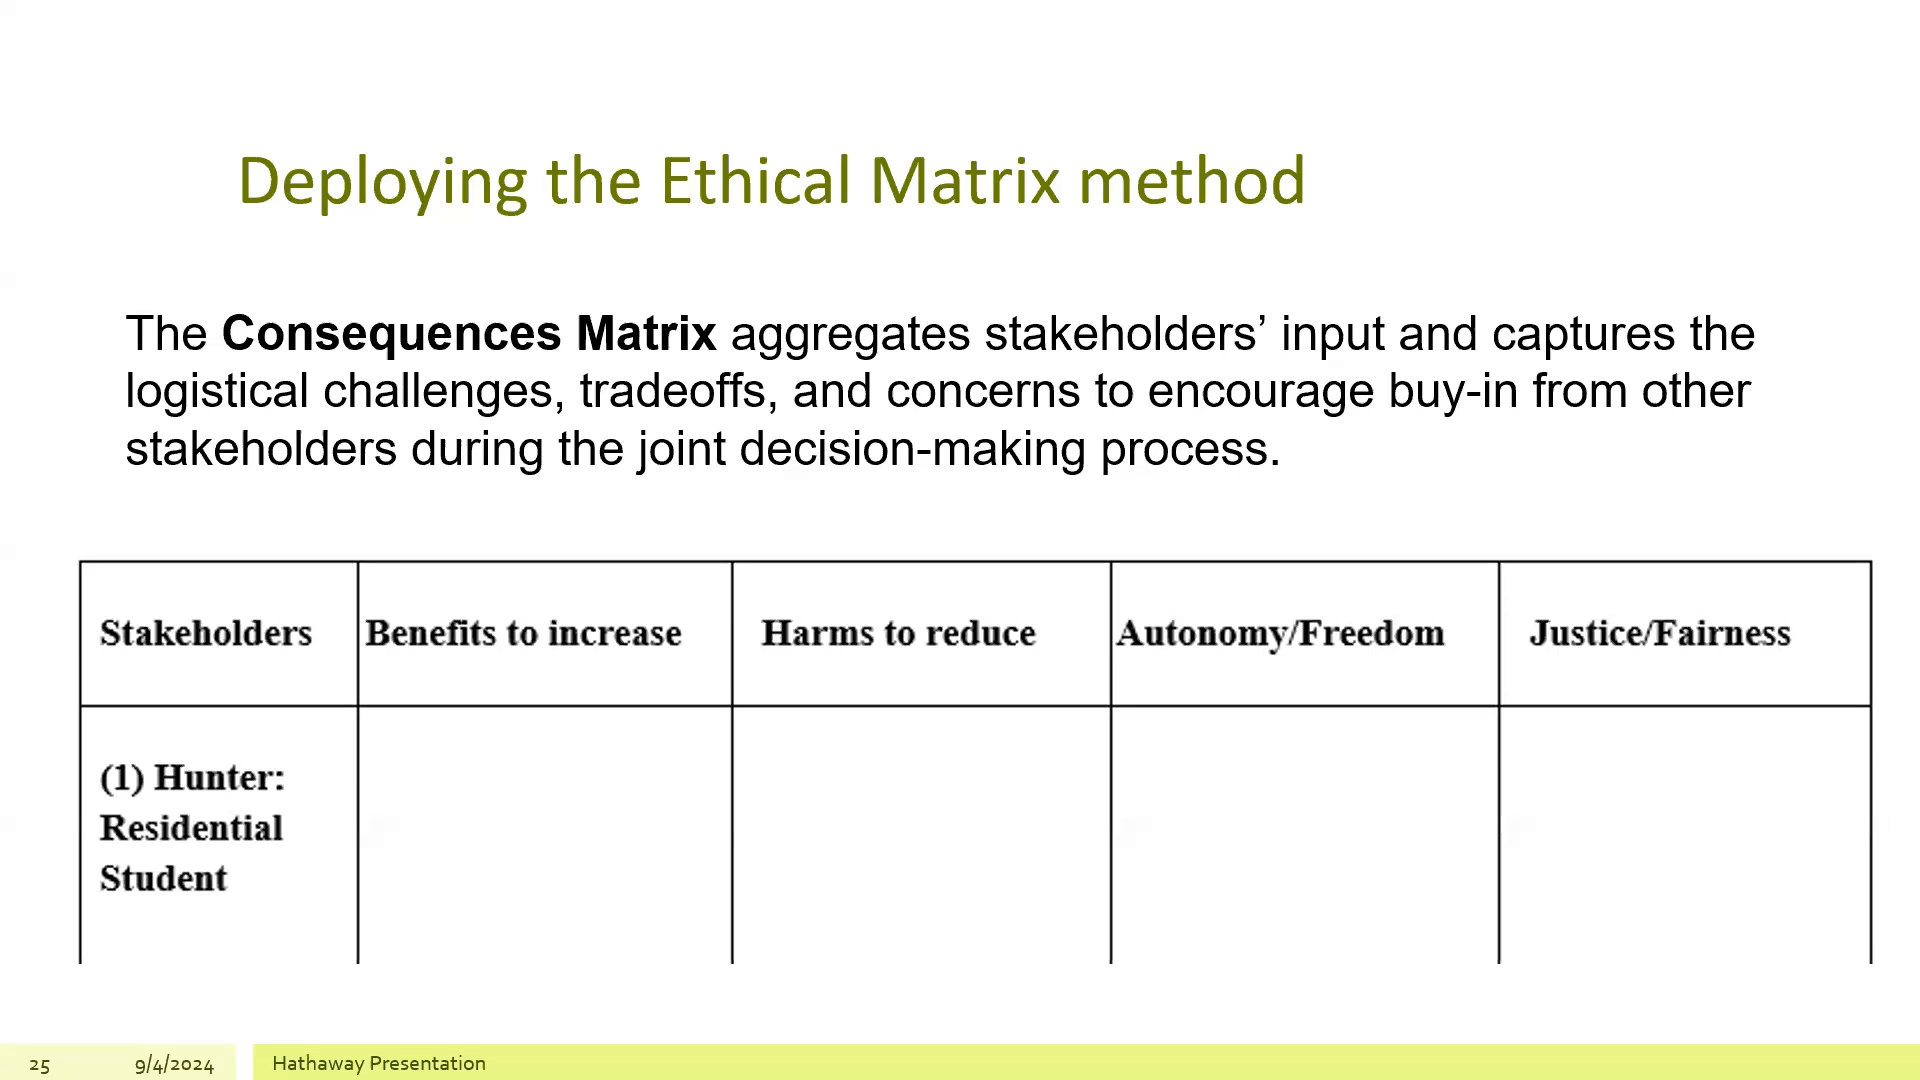 Deploying the Ethical Matrix method
The Consequences Matrix aggregates stakeholders’ input and captures the
logistical challenges, tradeoffs, and concerns to encourage buy-in from other
stakeholders during the joint decision-making process.
Stakeholders Benefits to increase Harms to reduce Autonomy/Freedom Justice/Fairness
(1) Hunter:
Residential
Student
25 9/4/2024 Hathaway Presentation